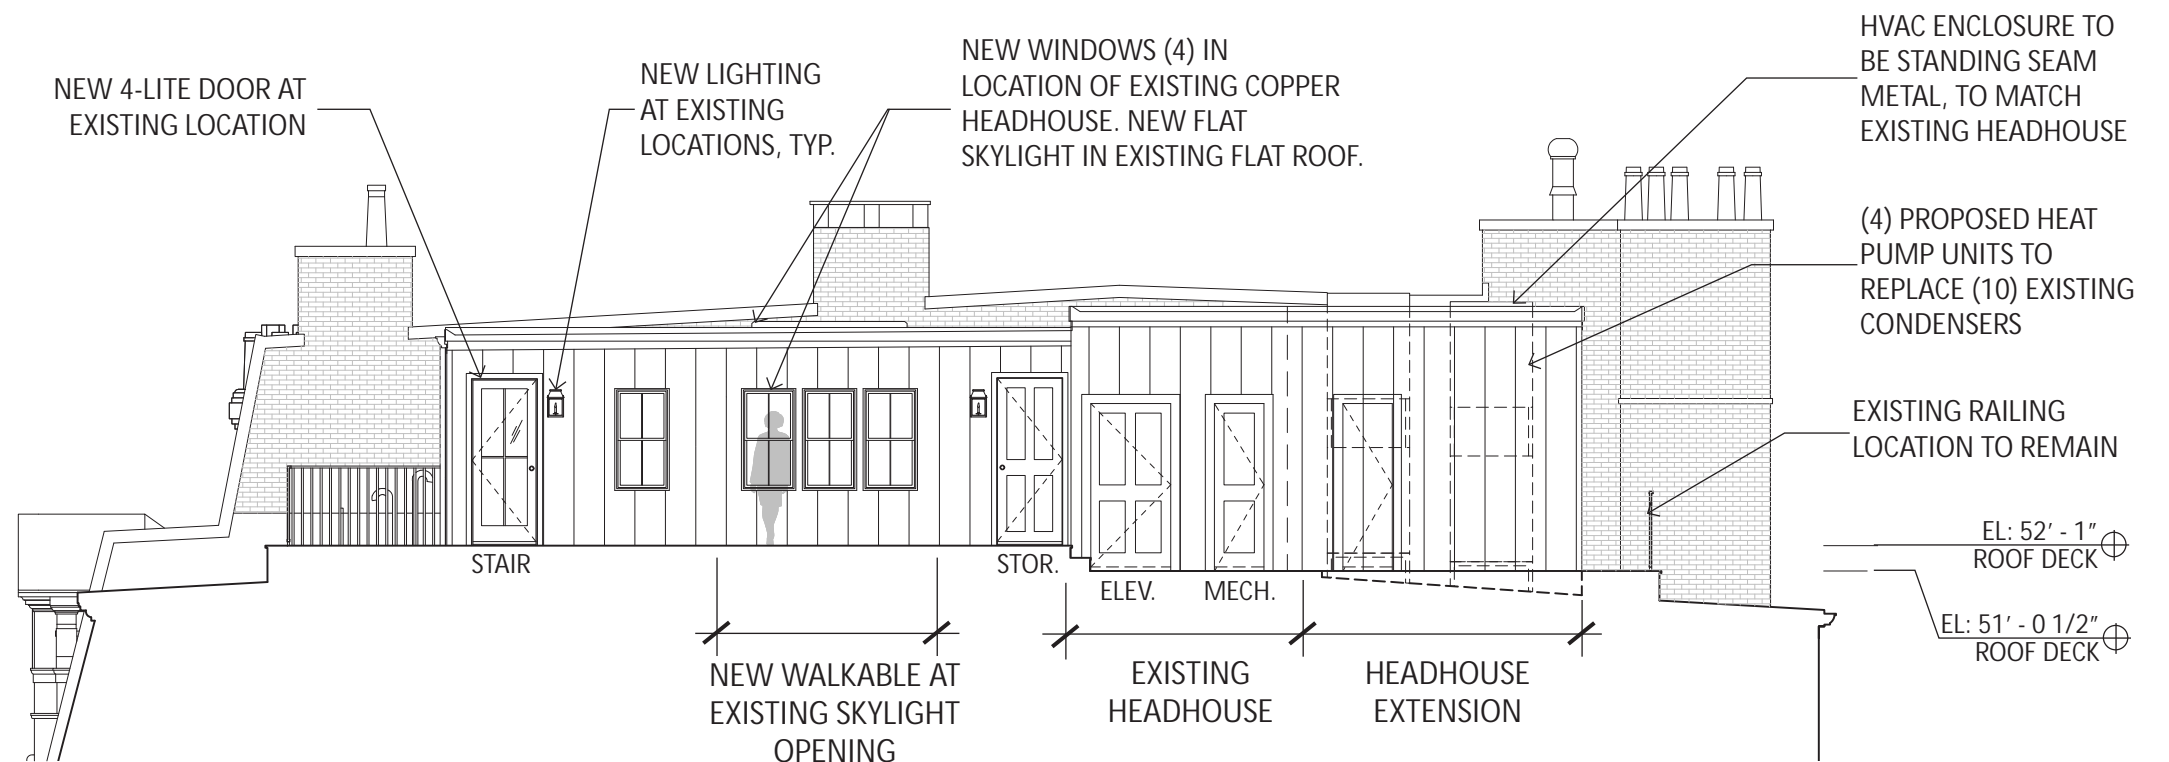 NEW 4-LITE DOOR AT
EXISTING LOCATION
NEW LIGHTING
AT EXISTING
LOCATIONS, TYP.
NEW WINDOWS (4) IN
LOCATION OF EXISTING COPPER
HEADHOUSE. NEW FLAT
SKYLIGHT IN EXISTING FLAT ROOF.
HVAC ENCLOSURE TO
BE STANDING SEAM
METAL, TO MATCH
EXISTING HEADHOUSE
(4) PROPOSED HEAT
PUMP UNITS TO
REPLACE (10) EXISTING
CONDENSERS
EXISTING RAILING
LOCATION TO REMAIN
EL: 52' - 1"
ROOF DECK
EL: 51' - 0 1/2"
ROOF DECK
STAIR
STOR.
ELEV.
MECH.
NEW WALKABLE AT
EXISTING SKYLIGHT
OPENING
EXISTING
HEADHOUSE
HEADHOUSE
EXTENSION